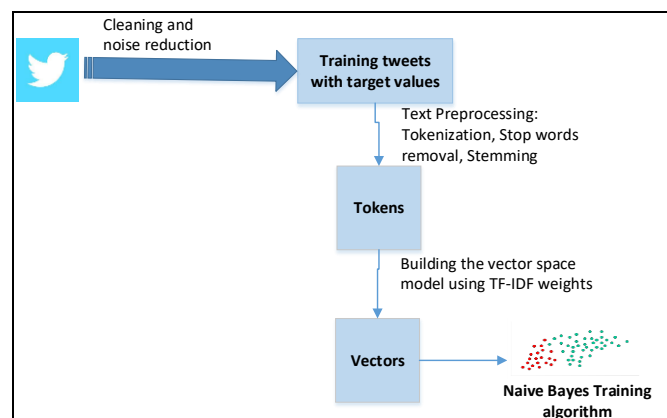 Cleaning and
noise reduction
Training tweets
with target values
Text Preprocessing:
Tokenization, Stop words
removal, Stemming
Tokens
Building the vector space
model using TF-IDF weights
Vectors
Naive Bayes Training
algorithm